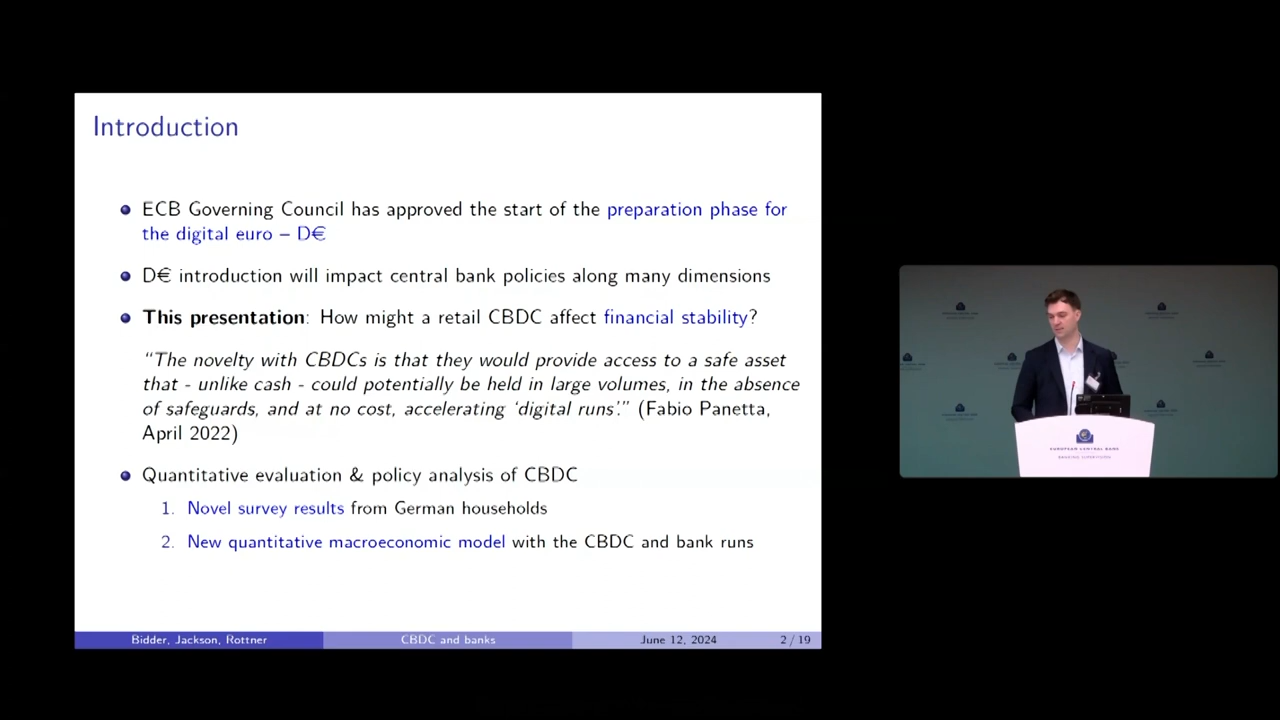 Introduction
ECB Governing Council has approved the start of the preparation phase for
the digital euro – D€
D€ introduction will impact central bank policies along many dimensions
This presentation: How might a retail CBDC affect financial stability?
“The novelty with CBDCs is that they would provide access to a safe asset
that - unlike cash - could potentially be held in large volumes, in the absence
of safeguards, and at no cost, accelerating ‘digital runs’.” (Fabio Panetta,
April 2022)
Quantitative evaluation & policy analysis of CBDC
1. Novel survey results from German households
2. New quantitative macroeconomic model with the CBDC and bank runs
Bidder, Jackson, Rottner CBDC and banks June 12, 2024 2 / 19
EUROPEAN CENTRAL BANK
BANKING SUPERVISION